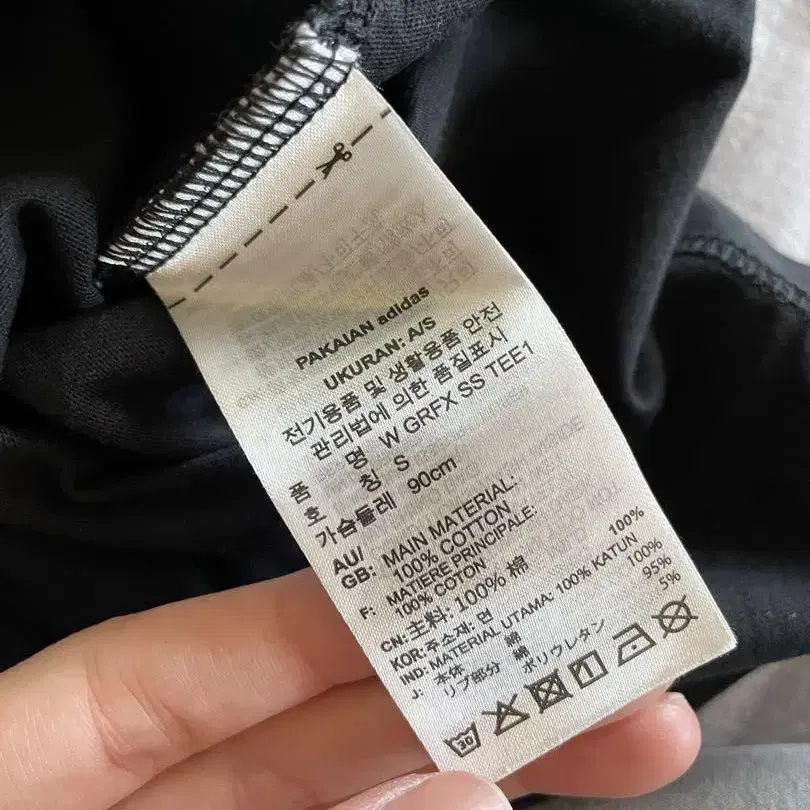 PAKAIAN adidas
UKURAN: A/S
전기용품 및 생활용품 안전
관리법에 의한 품질표시
품 명 W GRFX SS TEE1
호 칭 S
가슴둘레 90cm
AU/
GB: MAIN MATERIAL:
100% COTTON
F: MATIERE PRINCIPALE:
100% COTON
CN: 主料: 100% 棉
KOR: 주소재: 면 100%
IND: MATERIAL UTAMA: 100% KATUN
J: 本体 綿 100%
リブ部分 綿 95%
ポリウレタン 5%
30